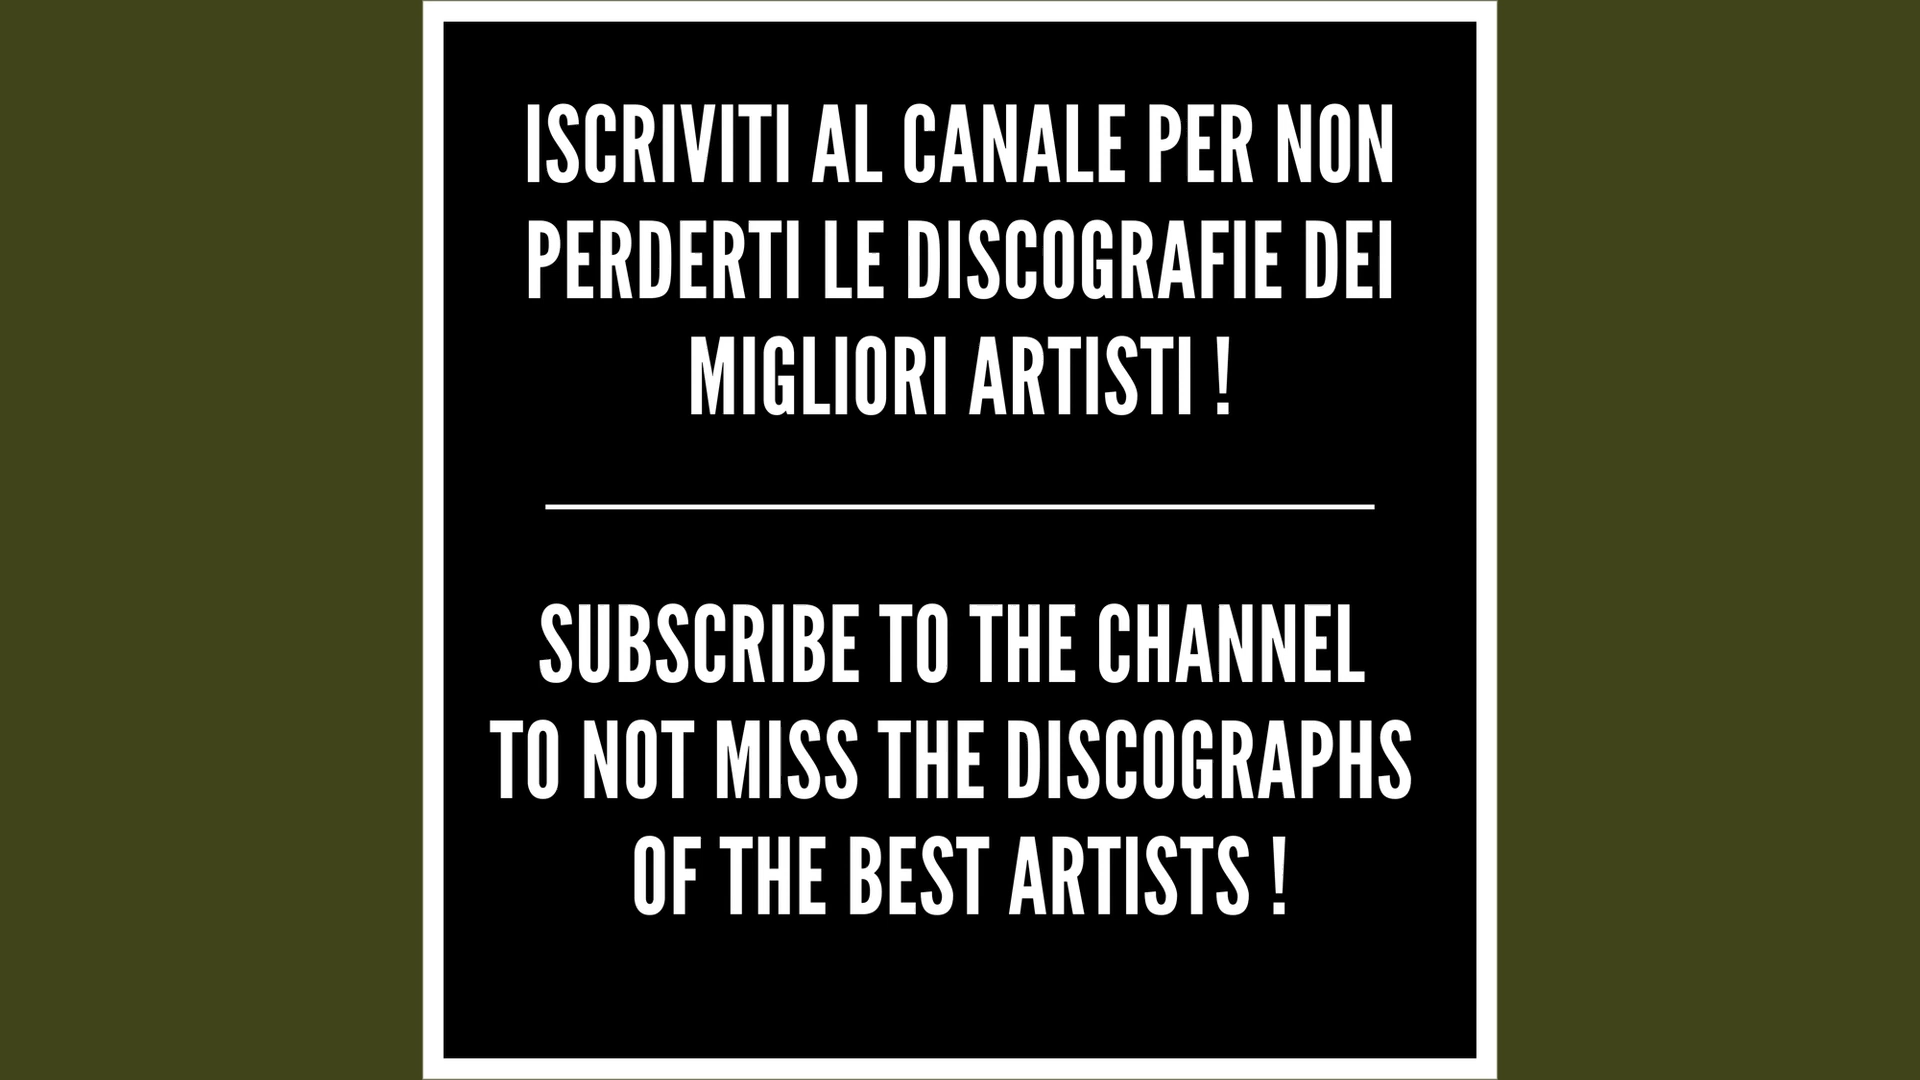 ISCRIVITI AL CANALE PER NON
PERDERTI LE DISCOGRAFIE DEI
MIGLIORI ARTISTI !
SUBSCRIBE TO THE CHANNEL
TO NOT MISS THE DISCOGRAPHS
OF THE BEST ARTISTS !